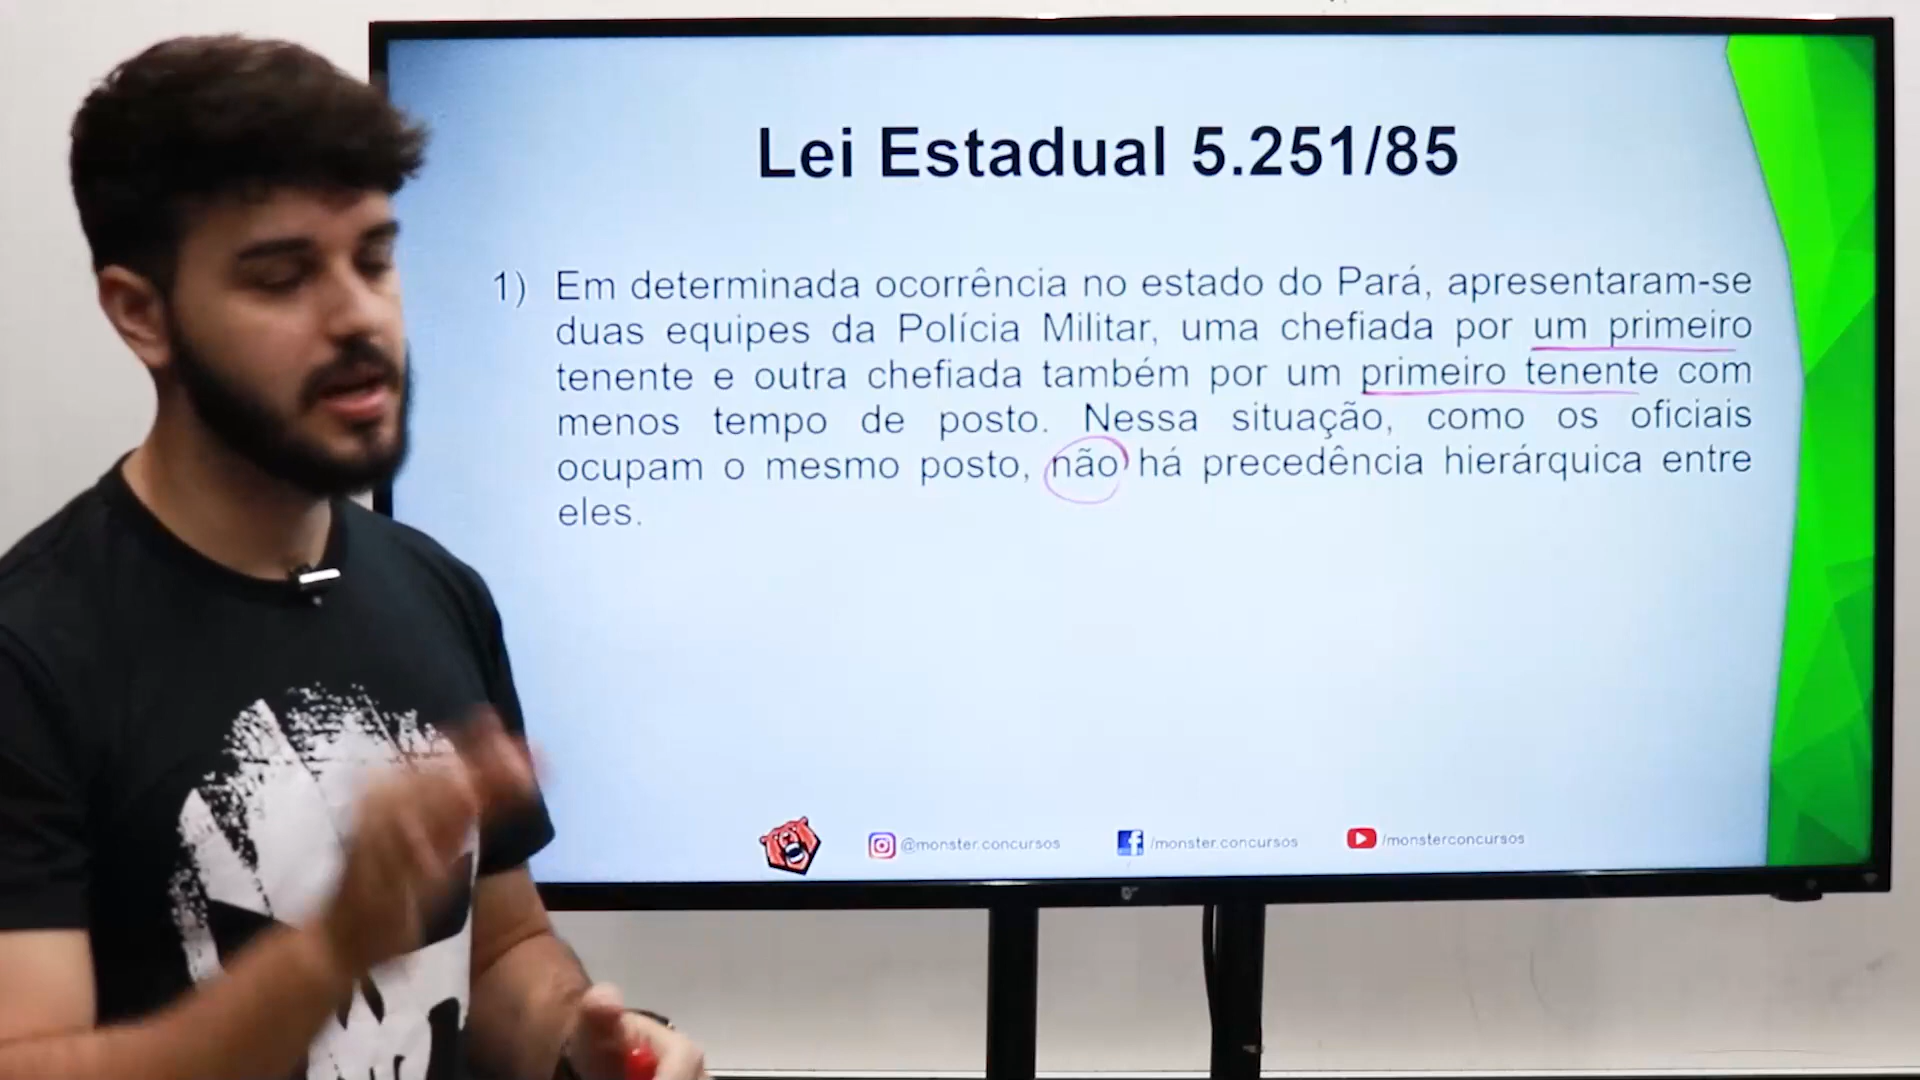 Lei Estadual 5.251/85
1) Em determinada ocorrência no estado do Pará, apresentaram-se
duas equipes da Polícia Militar, uma chefiada por um primeiro
tenente e outra chefiada também por um primeiro tenente com
menos tempo de posto. Nessa situação, como os oficiais
ocupam o mesmo posto, não há precedência hierárquica entre
eles.
@monster.concursos /monster.concursos /monsterconcursos